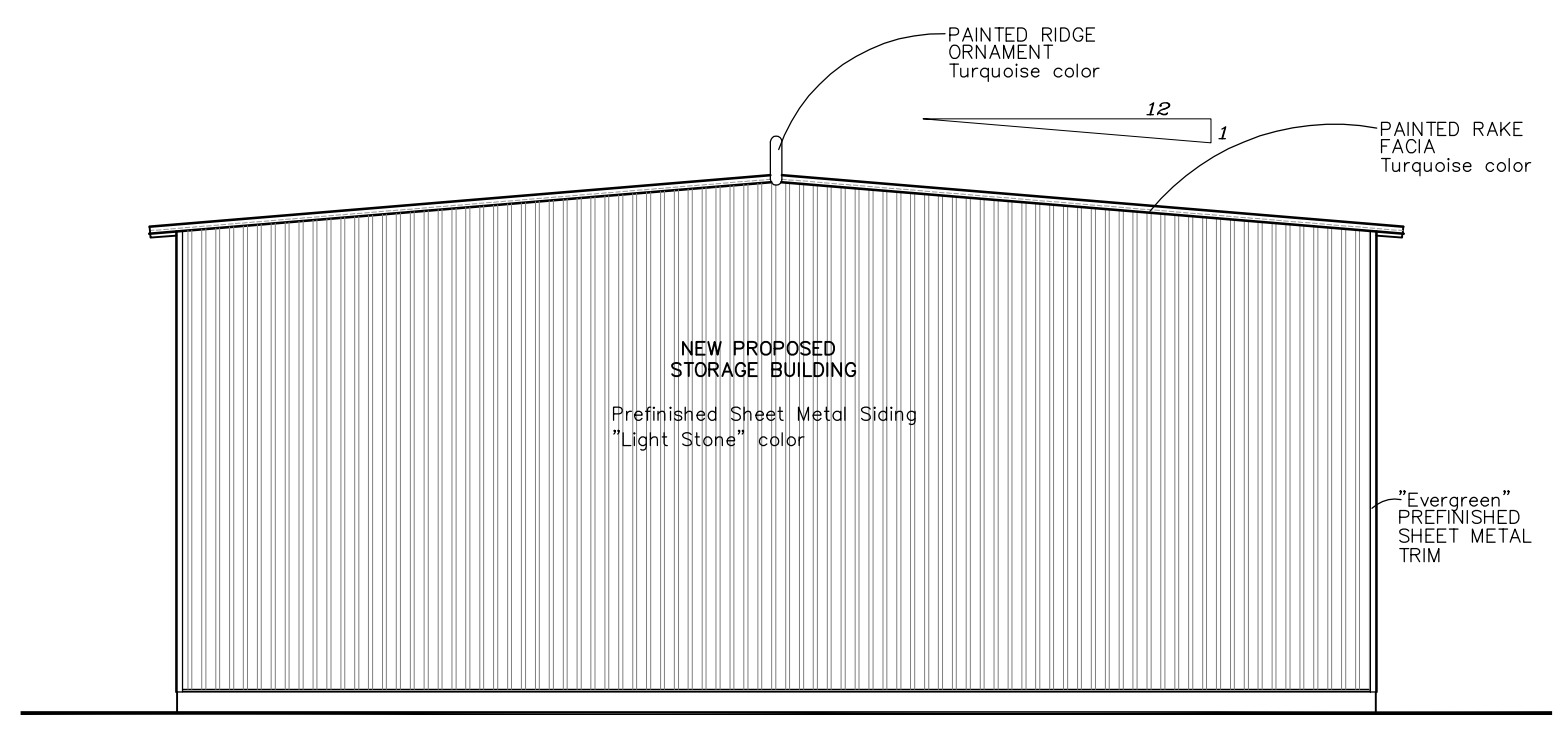 PAINTED RIDGE
ORNAMENT
Turquoise color
12
1
PAINTED RAKE
FACIA
Turquoise color
NEW PROPOSED
STORAGE BUILDING
Prefinished Sheet Metal Siding
"Light Stone" color
"Evergreen"
PREFINISHED
SHEET METAL
TRIM